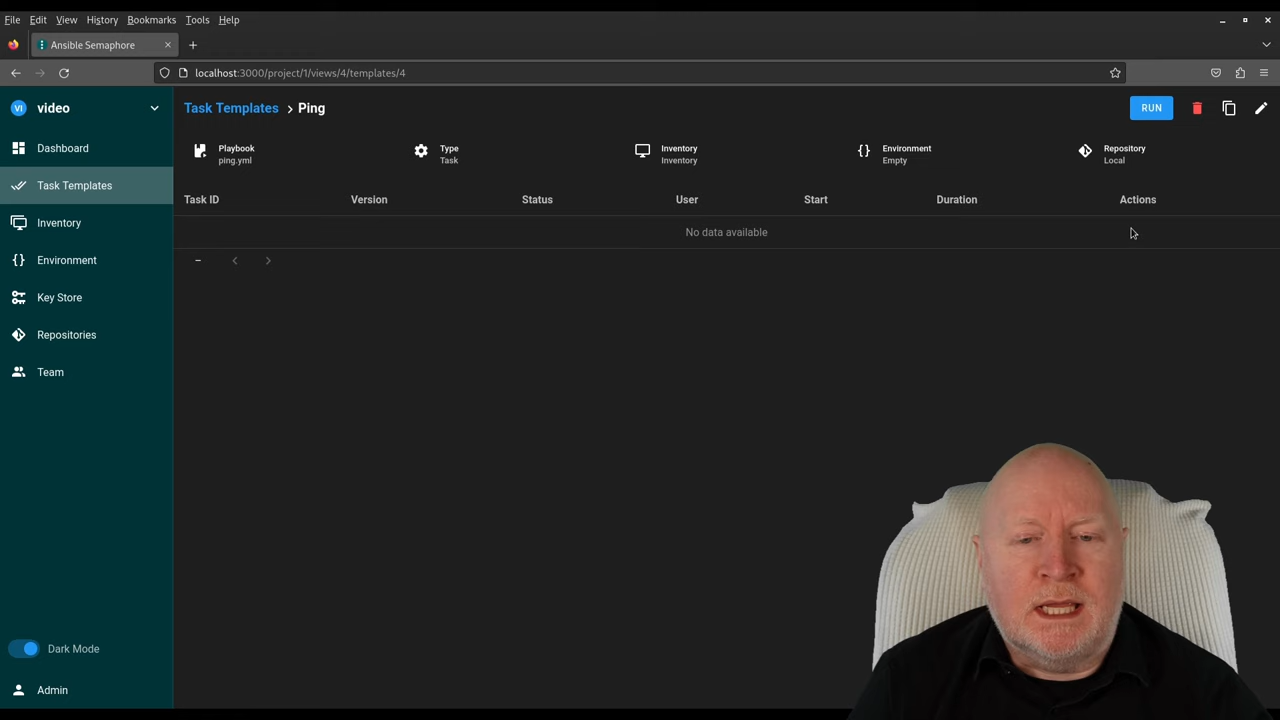 File Edit View History Bookmarks Tools Help
Ansible Semaphore
localhost:3000/project/1/views/4/templates/4
VI video
Task Templates > Ping
RUN
Dashboard
Task Templates
Inventory
Environment
Key Store
Repositories
Team
Playbook
ping.yml
Type
Task
Inventory
Inventory
Environment
Empty
Repository
Local
Task ID Version Status User Start Duration Actions
No data available
–
Dark Mode
Admin